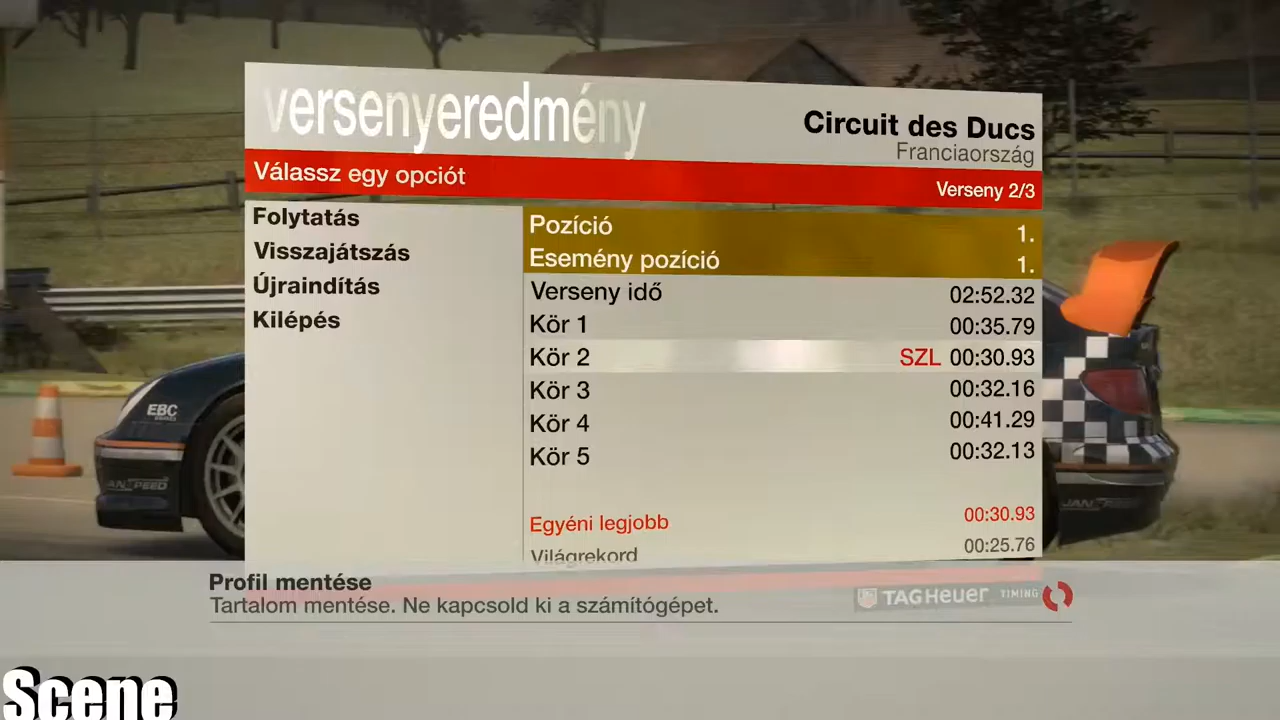 versenyeredmény
Circuit des Ducs
Franciaország
Válassz egy opciót
Verseny 2/3
Folytatás
Visszajátszás
Újraindítás
Kilépés
Pozíció 1.
Esemény pozíció 1.
Verseny idő 02:52.32
Kör 1 00:35.79
Kör 2 SZL 00:30.93
Kör 3 00:32.16
Kör 4 00:41.29
Kör 5 00:32.13
Egyéni legjobb 00:30.93
Világrekord 00:25.76
EBC
JAN SPEED
Profil mentése
Tartalom mentése. Ne kapcsold ki a számítógépet.
TAGHeuer TIMING
Scene